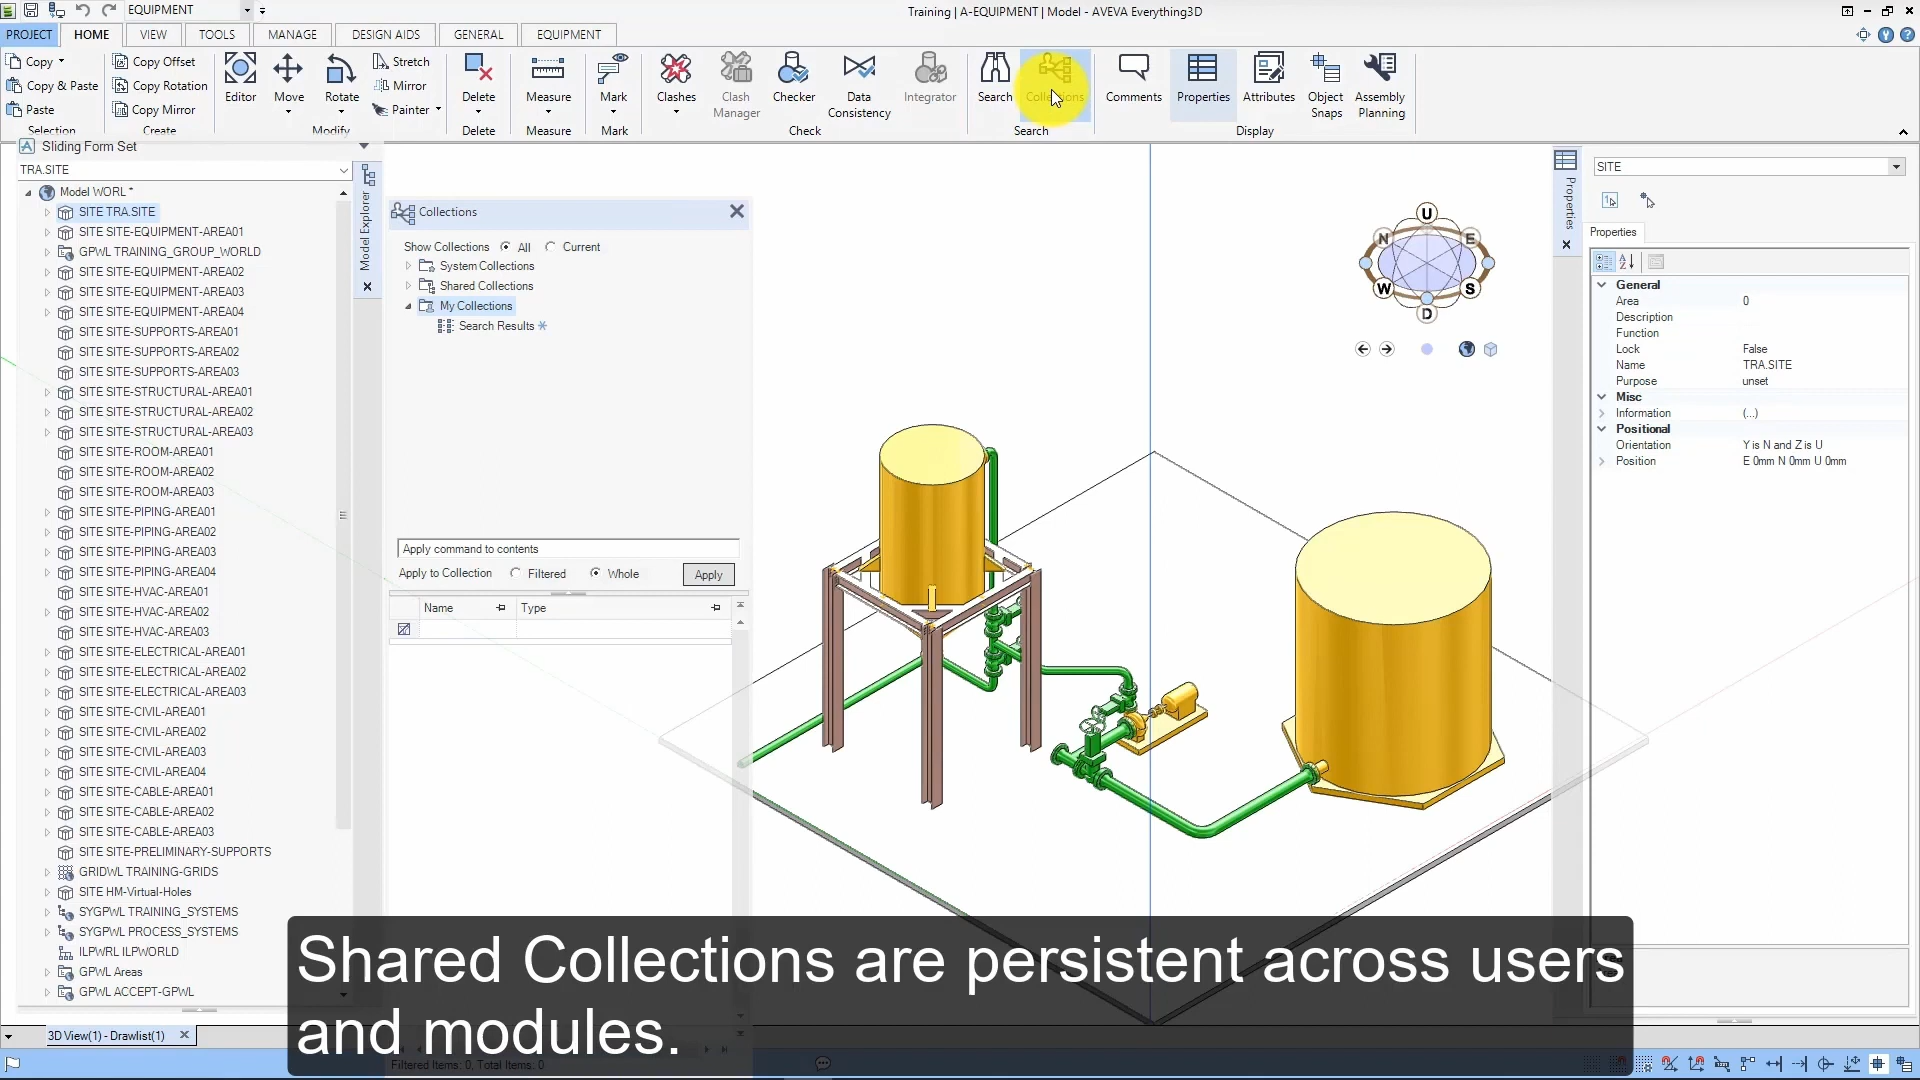 EQUIPMENT
Training | A-EQUIPMENT | Model - AVEVA Everything3D
PROJECT HOME VIEW TOOLS MANAGE DESIGN AIDS GENERAL EQUIPMENT
Copy
Copy & Paste
Paste
Selection
Copy Offset
Copy Rotation
Copy Mirror
Create
Editor
Move
Rotate
Stretch
Mirror
Painter
Modify
Delete
Delete
Measure
Measure
Mark
Mark
Clashes
Clash Manager
Checker
Data Consistency
Integrator
Check
Search
Collections
Search
Comments
Properties
Attributes
Object Snaps
Assembly Planning
Display
Sliding Form Set
TRA.SITE
Model WORL *
SITE TRA.SITE
SITE SITE-EQUIPMENT-AREA01
GPWL TRAINING_GROUP_WORLD
SITE SITE-EQUIPMENT-AREA02
SITE SITE-EQUIPMENT-AREA03
SITE SITE-EQUIPMENT-AREA04
SITE SITE-SUPPORTS-AREA01
SITE SITE-SUPPORTS-AREA02
SITE SITE-SUPPORTS-AREA03
SITE SITE-STRUCTURAL-AREA01
SITE SITE-STRUCTURAL-AREA02
SITE SITE-STRUCTURAL-AREA03
SITE SITE-ROOM-AREA01
SITE SITE-ROOM-AREA02
SITE SITE-ROOM-AREA03
SITE SITE-PIPING-AREA01
SITE SITE-PIPING-AREA02
SITE SITE-PIPING-AREA03
SITE SITE-PIPING-AREA04
SITE SITE-HVAC-AREA01
SITE SITE-HVAC-AREA02
SITE SITE-HVAC-AREA03
SITE SITE-ELECTRICAL-AREA01
SITE SITE-ELECTRICAL-AREA02
SITE SITE-ELECTRICAL-AREA03
SITE SITE-CIVIL-AREA01
SITE SITE-CIVIL-AREA02
SITE SITE-CIVIL-AREA03
SITE SITE-CIVIL-AREA04
SITE SITE-CABLE-AREA01
SITE SITE-CABLE-AREA02
SITE SITE-CABLE-AREA03
SITE SITE-PRELIMINARY-SUPPORTS
GRIDWL TRAINING-GRIDS
SITE HM-Virtual-Holes
SYGPWL TRAINING_SYSTEMS
SYGPWL PROCESS_SYSTEMS
ILPWRL ILPWORLD
GPWL Areas
GPWL ACCEPT-GPWL
Model Explorer
Collections
Show Collections All Current
System Collections
Shared Collections
My Collections
Search Results *
Apply command to contents
Apply to Collection Filtered Whole Apply
Name Type
Filtered Items: 0, Total Items: 0
U
N E
W S
D
Properties
SITE
Properties
General
Area 0
Description
Function
Lock False
Name TRA.SITE
Purpose unset
Misc
Information (...)
Positional
Orientation Y is N and Z is U
Position E 0mm N 0mm U 0mm
3D View(1) - Drawlist(1)
Shared Collections are persistent across users
and modules.